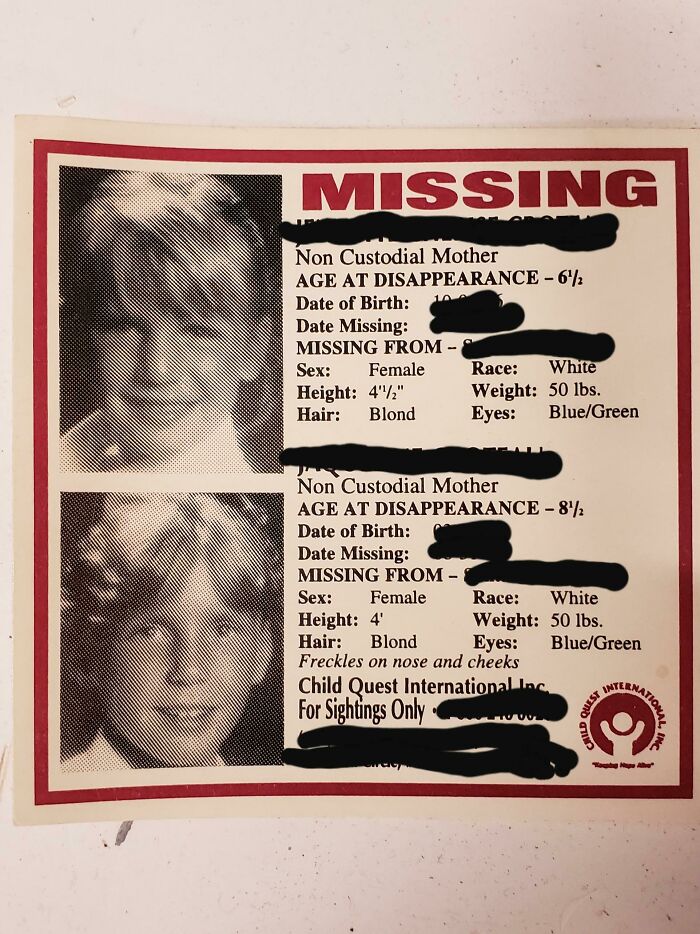 MISSING
Non Custodial Mother
AGE AT DISAPPEARANCE – 6½
Date of Birth:
Date Missing:
MISSING FROM –
Sex: Female Race: White
Height: 4'½" Weight: 50 lbs.
Hair: Blond Eyes: Blue/Green
Non Custodial Mother
AGE AT DISAPPEARANCE – 8½
Date of Birth:
Date Missing:
MISSING FROM –
Sex: Female Race: White
Height: 4' Weight: 50 lbs.
Hair: Blond Eyes: Blue/Green
Freckles on nose and cheeks
Child Quest International Inc.
For Sightings Only
CHILD QUEST INTERNATIONAL, INC.
"Keeping Hope Alive"